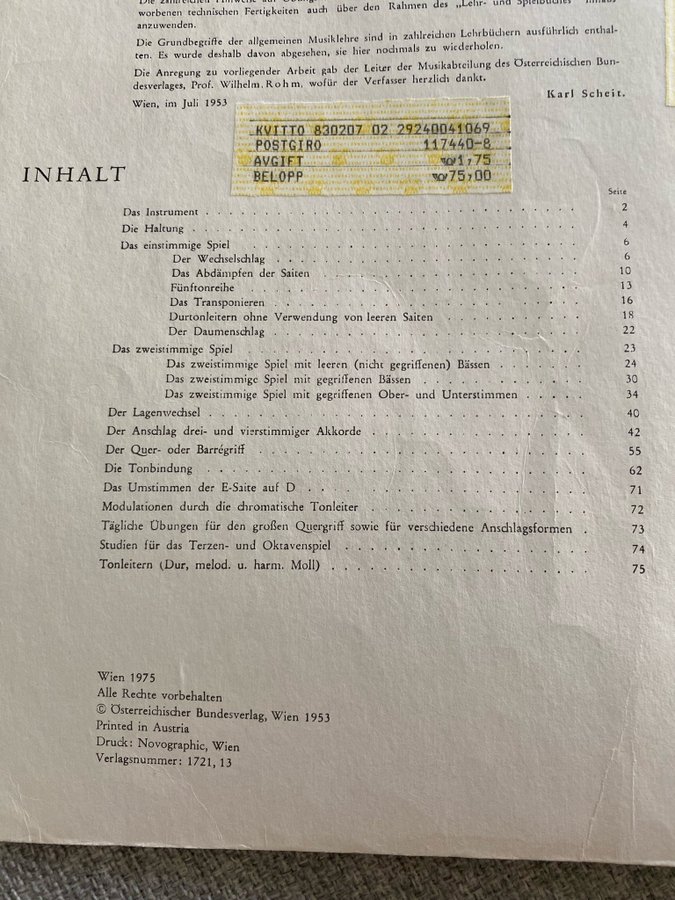 worbenen technischen Fertigkeiten auch über den Rahmen des „Lehr- und Spielbuches" hinaus
anzuwenden.
Die Grundbegriffe der allgemeinen Musiklehre sind in zahlreichen Lehrbüchern ausführlich enthal-
ten. Es wurde deshalb davon abgesehen, sie hier nochmals zu wiederholen.
Die Anregung zu vorliegender Arbeit gab der Leiter der Musikabteilung des Österreichischen Bun-
desverlages, Prof. Wilhelm Rohm, wofür der Verfasser herzlich dankt.
Wien, im Juli 1953
Karl Scheit.
KVITTO 830207 02 29240041069
POSTGIRO 117440-8
AVGIFT 1,75
BELOPP 75,00
INHALT
Seite
Das Instrument 2
Die Haltung 4
Das einstimmige Spiel 6
Der Wechselschlag 6
Das Abdämpfen der Saiten 10
Fünftonreihe 13
Das Transponieren 16
Durtonleitern ohne Verwendung von leeren Saiten 18
Der Daumenschlag 22
Das zweistimmige Spiel 23
Das zweistimmige Spiel mit leeren (nicht gegriffenen) Bässen 24
Das zweistimmige Spiel mit gegriffenen Bässen 30
Das zweistimmige Spiel mit gegriffenen Ober- und Unterstimmen 34
Der Lagenwechsel 40
Der Anschlag drei- und vierstimmiger Akkorde 42
Der Quer- oder Barrégriff 55
Die Tonbindung 62
Das Umstimmen der E-Saite auf D 71
Modulationen durch die chromatische Tonleiter 72
Tägliche Übungen für den großen Quergriff sowie für verschiedene Anschlagsformen 73
Studien für das Terzen- und Oktavenspiel 74
Tonleitern (Dur, melod. u. harm. Moll) 75
Wien 1975
Alle Rechte vorbehalten
© Österreichischer Bundesverlag, Wien 1953
Printed in Austria
Druck: Novographic, Wien
Verlagsnummer: 1721, 13